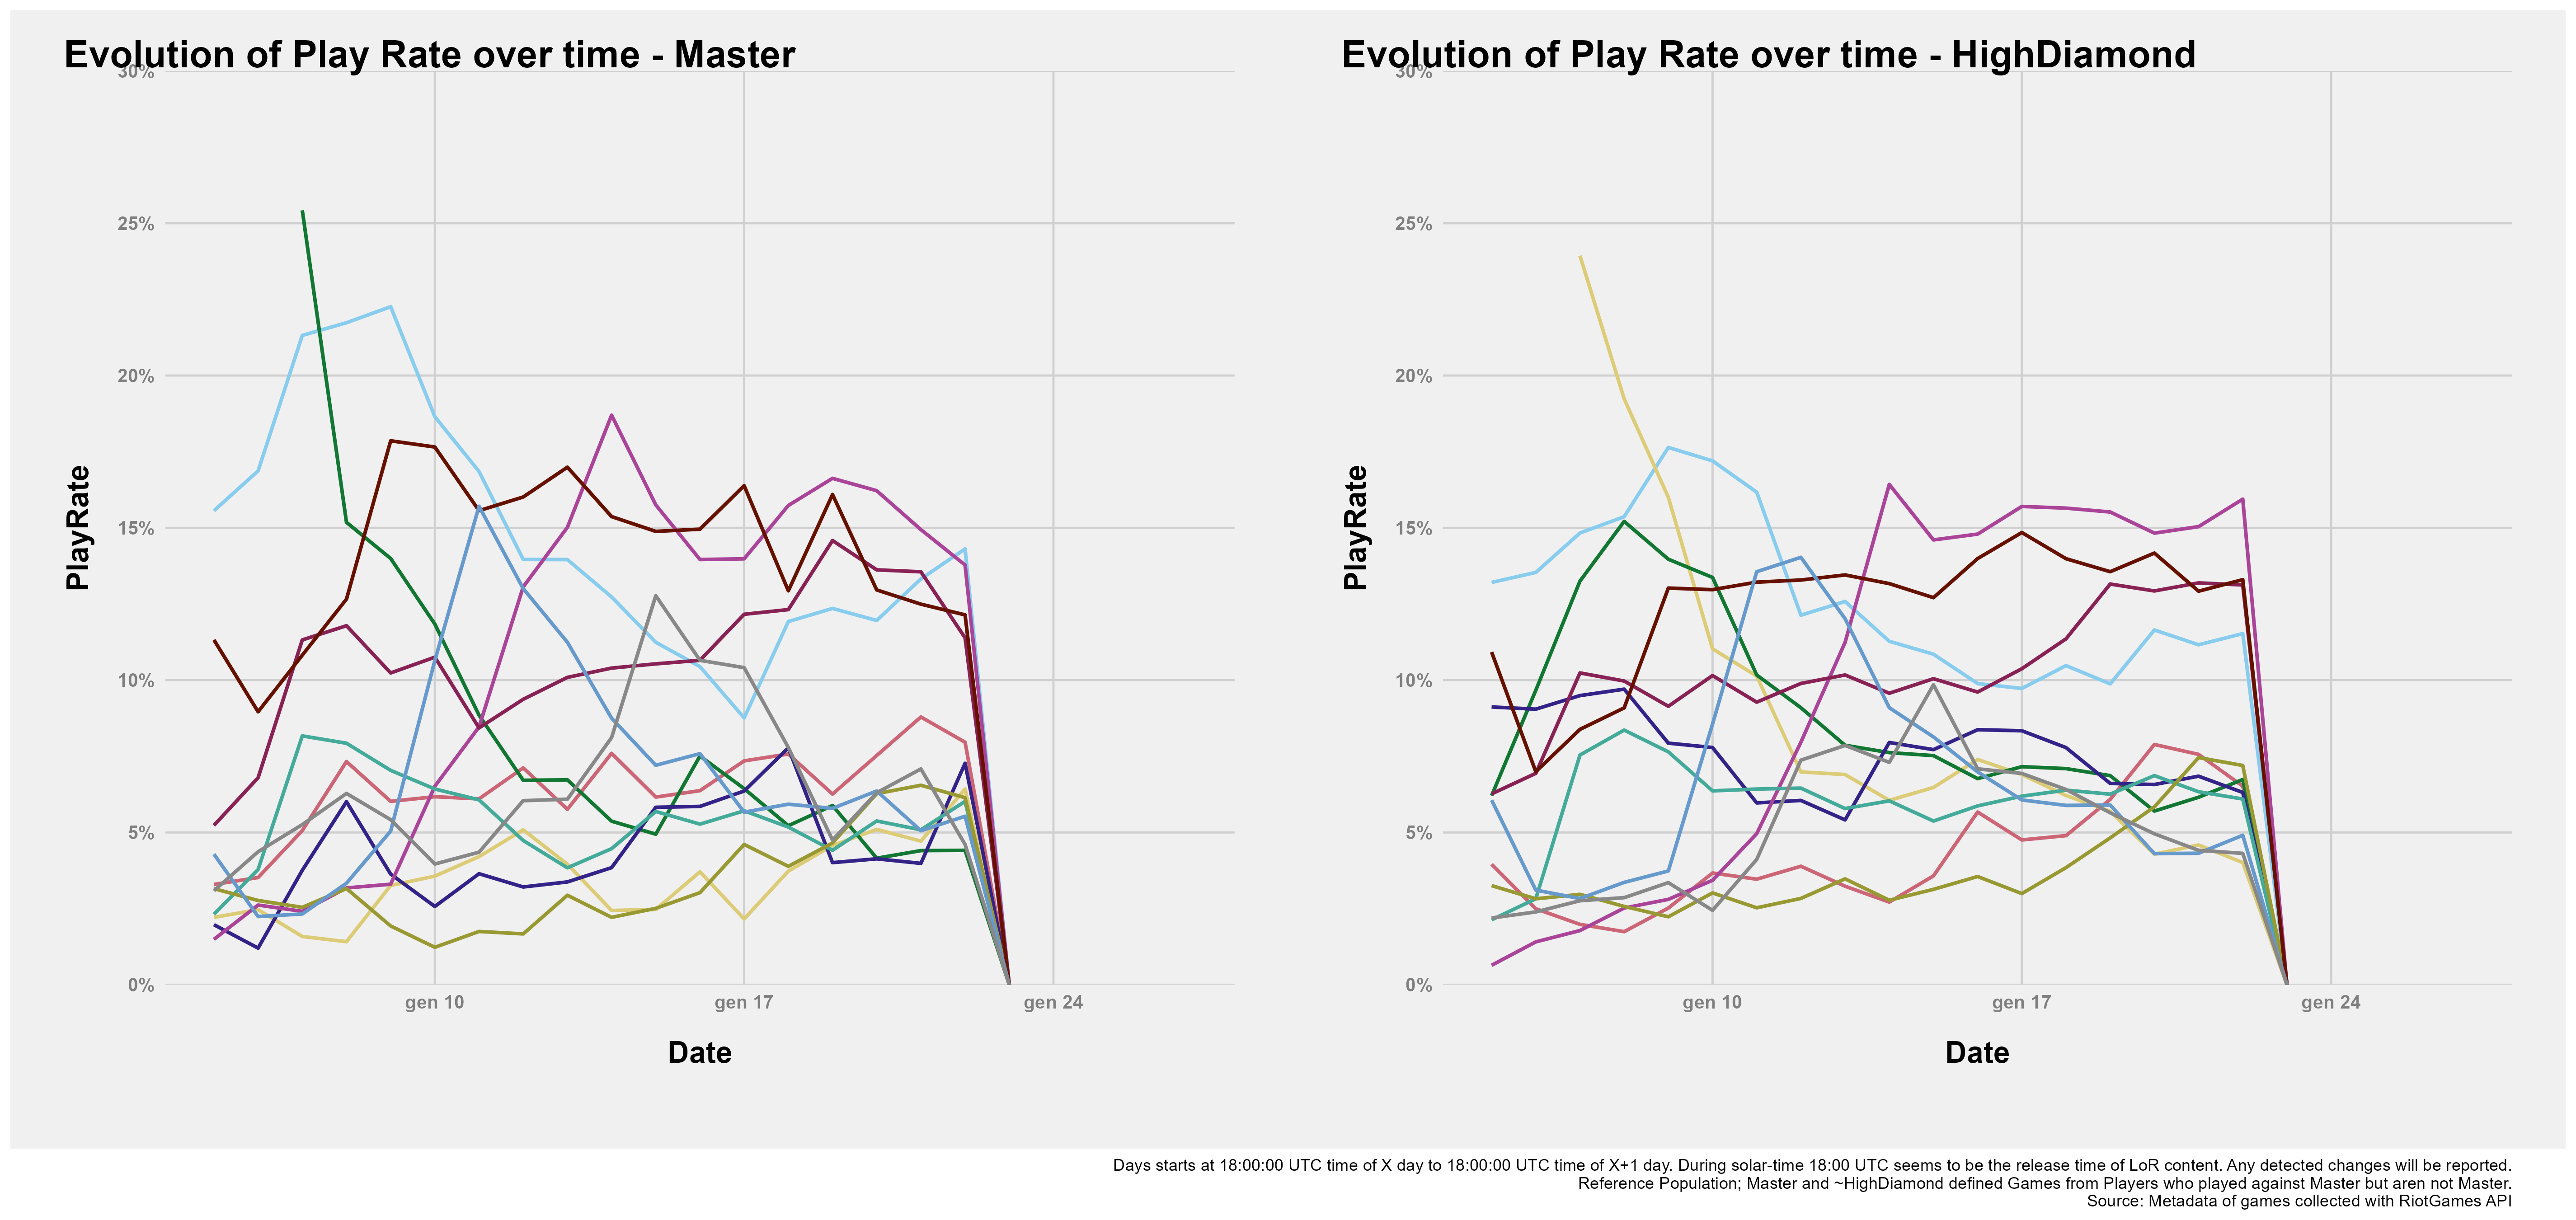 Evolution of Play Rate over time - Master
30%
25%
20%
15%
10%
5%
0%
PlayRate
gen 10
gen 17
gen 24
Date
Evolution of Play Rate over time - HighDiamond
30%
25%
20%
15%
10%
5%
0%
PlayRate
gen 10
gen 17
gen 24
Date
Days starts at 18:00:00 UTC time of X day to 18:00:00 UTC time of X+1 day. During solar-time 18:00 UTC seems to be the release time of LoR content. Any detected changes will be reported.
Reference Population; Master and ~HighDiamond defined Games from Players who played against Master but aren not Master.
Source: Metadata of games collected with RiotGames API